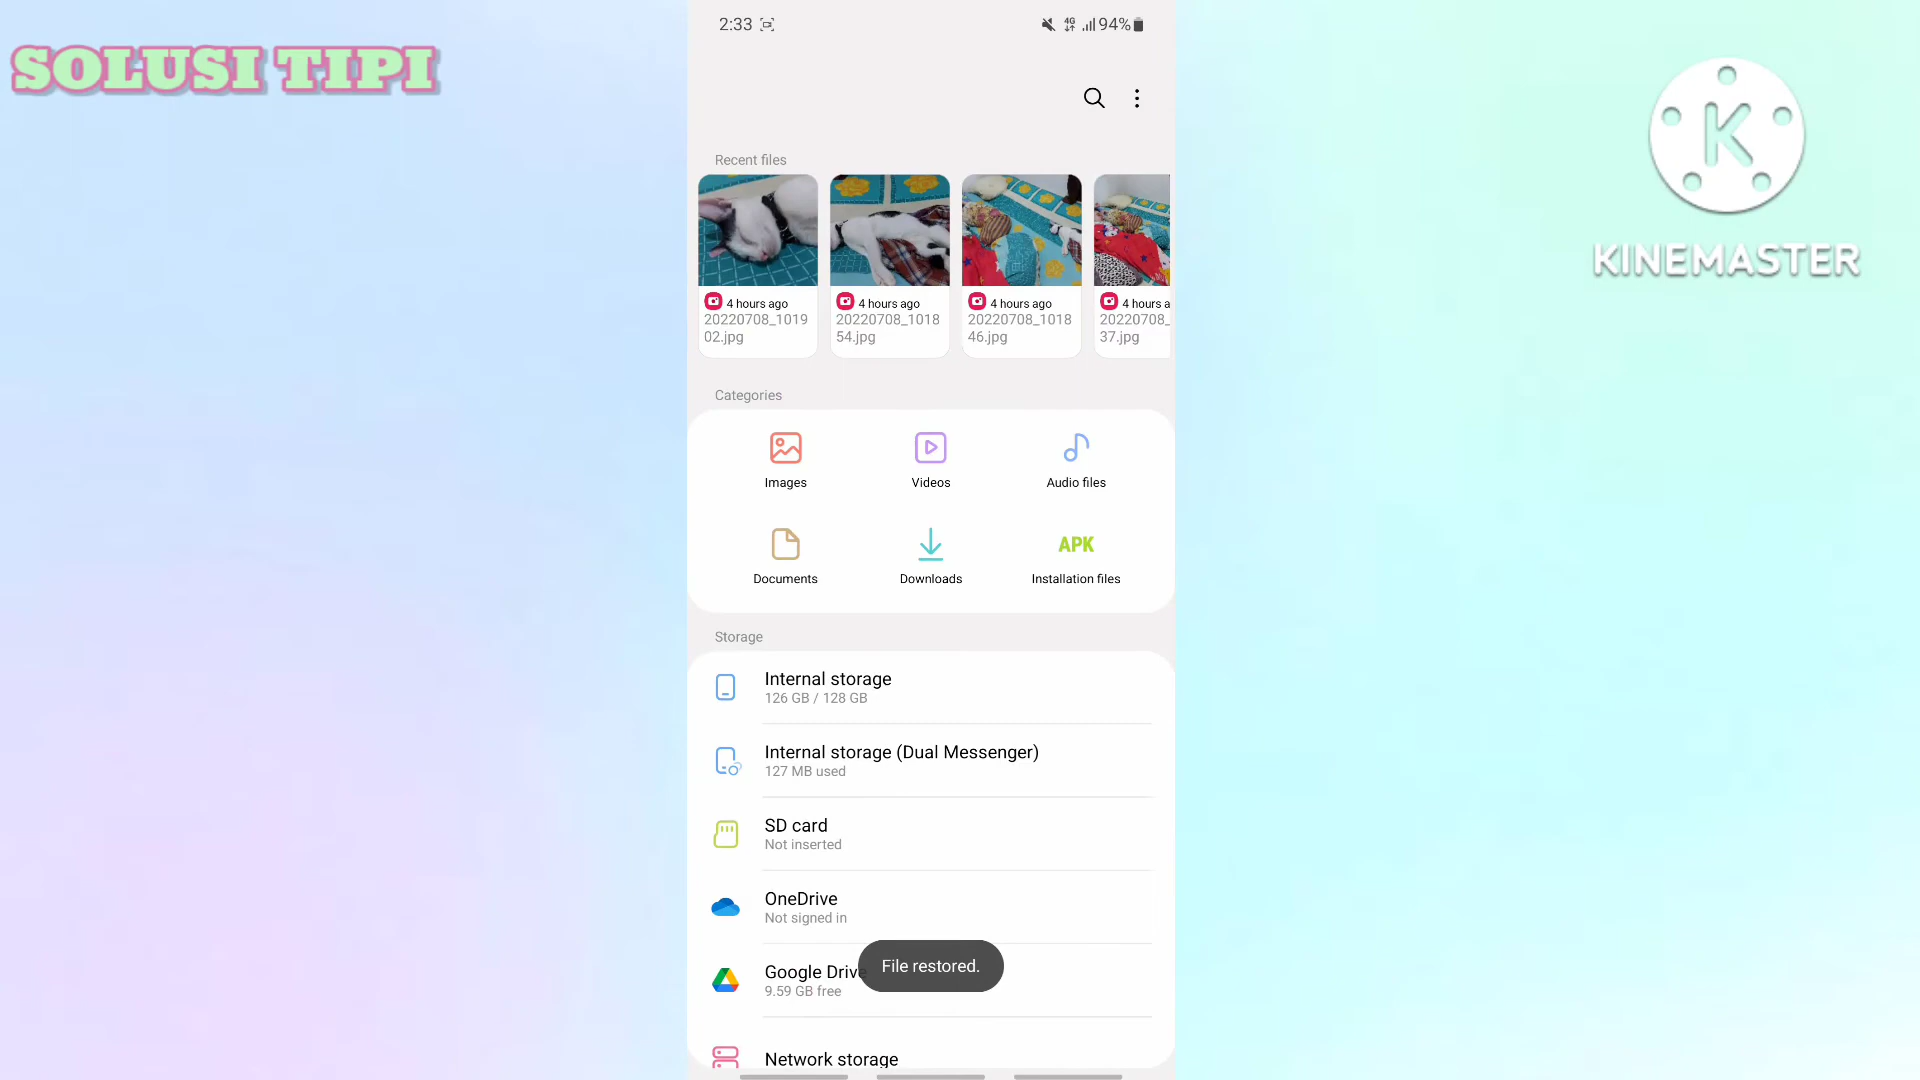 SOLUSI TIPI
2:33
4G
94%
K
KINEMASTER
Recent files
4 hours ago
20220708_1019
02.jpg
4 hours ago
20220708_1018
54.jpg
4 hours ago
20220708_1018
46.jpg
4 hours a
20220708_
37.jpg
Categories
Images
Videos
Audio files
Documents
Downloads
APK
Installation files
Storage
Internal storage
126 GB / 128 GB
Internal storage (Dual Messenger)
127 MB used
SD card
Not inserted
OneDrive
Not signed in
Google Drive
9.59 GB free
File restored.
Network storage